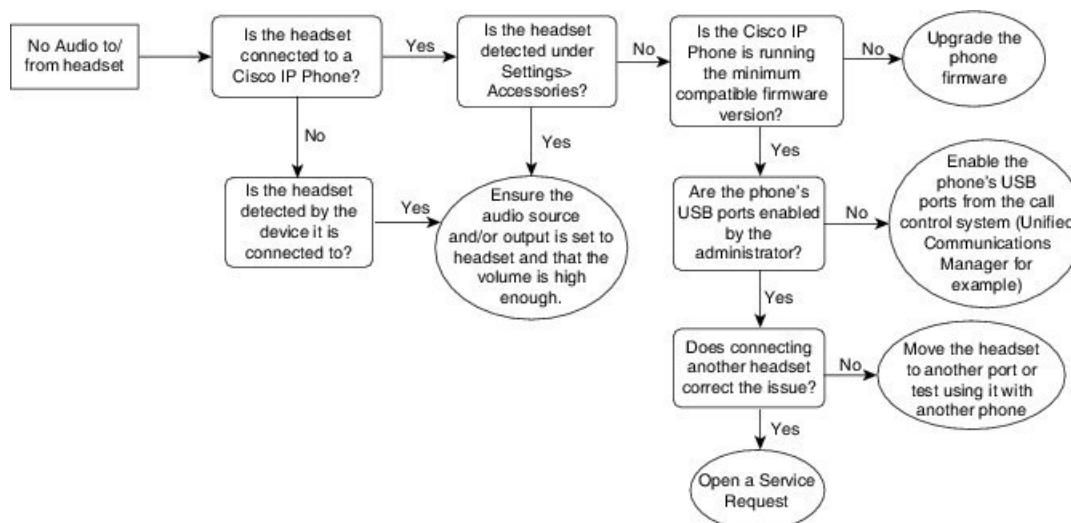 No Audio to/
from headset
Is the headset
connected to a
Cisco IP Phone?
Yes
Is the headset
detected under
Settings>
Accessories?
No
Is the Cisco IP
Phone is running
the minimum
compatible firmware
version?
No
Upgrade the
phone
firmware
No
Yes
Yes
Is the headset
detected by the
device it is
connected to?
Yes
Ensure the
audio source
and/or output is set to
headset and that the
volume is high
enough.
Are the phone's
USB ports enabled
by the
administrator?
No
Enable the
phone's USB
ports from the call
control system (Unified
Communications
Manager for
example)
Yes
Does connecting
another headset
correct the issue?
No
Move the headset
to another port or
test using it with
another phone
Yes
Open a Service
Request